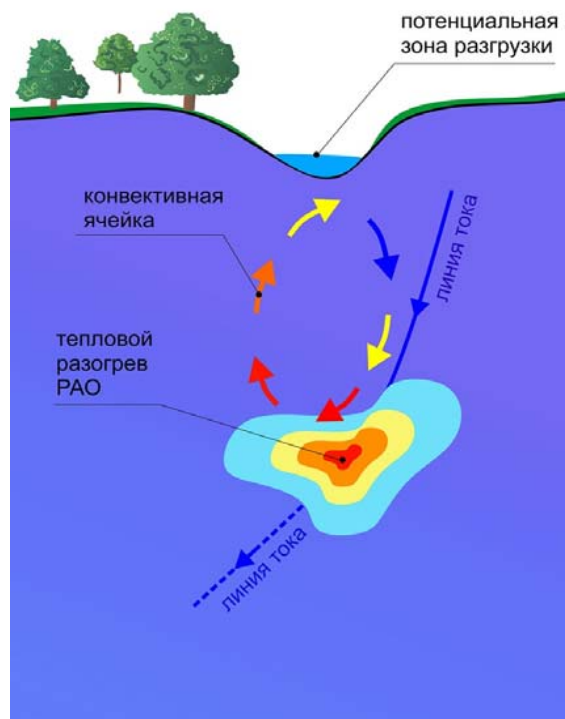 потенциальная
зона разгрузки
конвективная
ячейка
линия тока
тепловой
разогрев
РАО
линия тока